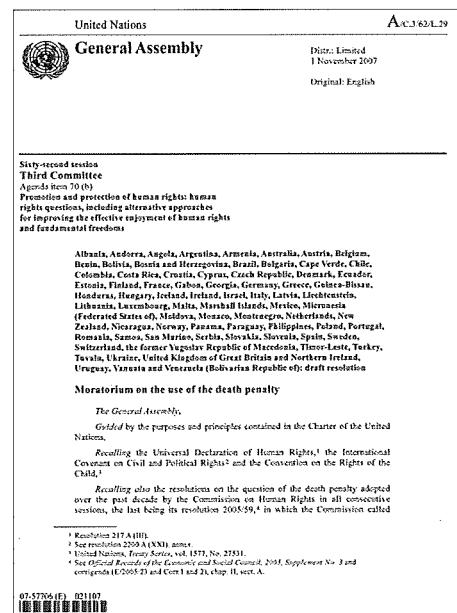 United Nations A/C.3/62/L.29
General Assembly
Distr.: Limited
1 November 2007
Original: English
Sixty-second session
Third Committee
Agenda item 70 (b)
Promotion and protection of human rights: human
rights questions, including alternative approaches
for improving the effective enjoyment of human rights
and fundamental freedoms
Albania, Andorra, Angola, Argentina, Armenia, Australia, Austria, Belgium,
Benin, Bolivia, Bosnia and Herzegovina, Brazil, Bulgaria, Cape Verde, Chile,
Colombia, Costa Rica, Croatia, Cyprus, Czech Republic, Denmark, Ecuador,
Estonia, Finland, France, Gabon, Georgia, Germany, Greece, Guinea-Bissau,
Honduras, Hungary, Iceland, Ireland, Israel, Italy, Latvia, Liechtenstein,
Lithuania, Luxembourg, Malta, Marshall Islands, Mexico, Micronesia
(Federated States of), Moldova, Monaco, Montenegro, Netherlands, New
Zealand, Nicaragua, Norway, Panama, Paraguay, Philippines, Poland, Portugal,
Romania, Samoa, San Marino, Serbia, Slovakia, Slovenia, Spain, Sweden,
Switzerland, the former Yugoslav Republic of Macedonia, Timor-Leste, Turkey,
Tuvalu, Ukraine, United Kingdom of Great Britain and Northern Ireland,
Uruguay, Vanuatu and Venezuela (Bolivarian Republic of): draft resolution
Moratorium on the use of the death penalty
The General Assembly,
Guided by the purposes and principles contained in the Charter of the United
Nations,
Recalling the Universal Declaration of Human Rights,¹ the International
Covenant on Civil and Political Rights² and the Convention on the Rights of the
Child,³
Recalling also the resolutions on the question of the death penalty adopted
over the past decade by the Commission on Human Rights in all consecutive
sessions, the last being its resolution 2005/59,⁴ in which the Commission called
¹ Resolution 217 A (III).
² See resolution 2200 A (XXI), annex.
³ United Nations, Treaty Series, vol. 1577, No. 27531.
⁴ See Official Records of the Economic and Social Council, 2005, Supplement No. 3 and
corrigenda (E/2005/23 and Corr.1 and 2), chap. II, sect. A.
07-57706 (E) 021107